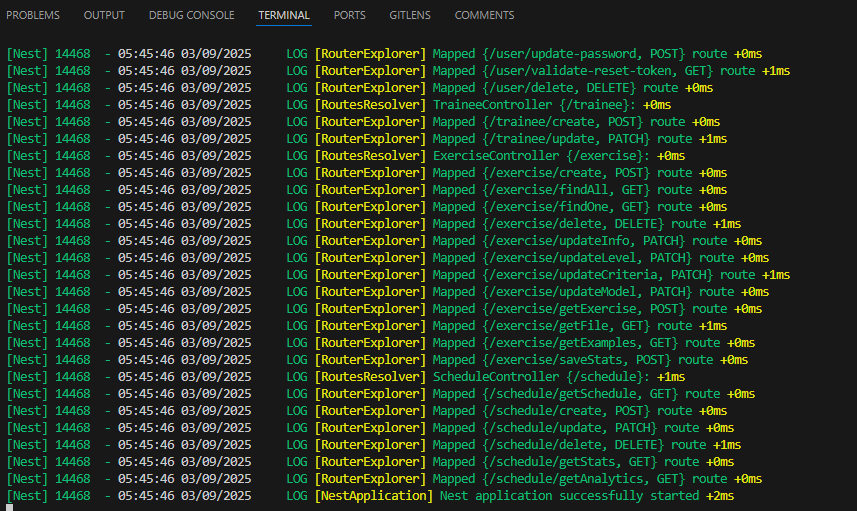 PROBLEMS OUTPUT DEBUG CONSOLE TERMINAL PORTS GITLENS COMMENTS
[Nest] 14468  - 05:45:46 03/09/2025     LOG [RouterExplorer] Mapped {/user/update-password, POST} route +0ms
[Nest] 14468  - 05:45:46 03/09/2025     LOG [RouterExplorer] Mapped {/user/validate-reset-token, GET} route +1ms
[Nest] 14468  - 05:45:46 03/09/2025     LOG [RouterExplorer] Mapped {/user/delete, DELETE} route +0ms
[Nest] 14468  - 05:45:46 03/09/2025     LOG [RoutesResolver] TraineeController {/trainee}: +0ms
[Nest] 14468  - 05:45:46 03/09/2025     LOG [RouterExplorer] Mapped {/trainee/create, POST} route +0ms
[Nest] 14468  - 05:45:46 03/09/2025     LOG [RouterExplorer] Mapped {/trainee/update, PATCH} route +1ms
[Nest] 14468  - 05:45:46 03/09/2025     LOG [RoutesResolver] ExerciseController {/exercise}: +0ms
[Nest] 14468  - 05:45:46 03/09/2025     LOG [RouterExplorer] Mapped {/exercise/create, POST} route +0ms
[Nest] 14468  - 05:45:46 03/09/2025     LOG [RouterExplorer] Mapped {/exercise/findAll, GET} route +0ms
[Nest] 14468  - 05:45:46 03/09/2025     LOG [RouterExplorer] Mapped {/exercise/findOne, GET} route +0ms
[Nest] 14468  - 05:45:46 03/09/2025     LOG [RouterExplorer] Mapped {/exercise/delete, DELETE} route +1ms
[Nest] 14468  - 05:45:46 03/09/2025     LOG [RouterExplorer] Mapped {/exercise/updateInfo, PATCH} route +0ms
[Nest] 14468  - 05:45:46 03/09/2025     LOG [RouterExplorer] Mapped {/exercise/updateLevel, PATCH} route +0ms
[Nest] 14468  - 05:45:46 03/09/2025     LOG [RouterExplorer] Mapped {/exercise/updateCriteria, PATCH} route +1ms
[Nest] 14468  - 05:45:46 03/09/2025     LOG [RouterExplorer] Mapped {/exercise/updateModel, PATCH} route +0ms
[Nest] 14468  - 05:45:46 03/09/2025     LOG [RouterExplorer] Mapped {/exercise/getExercise, POST} route +0ms
[Nest] 14468  - 05:45:46 03/09/2025     LOG [RouterExplorer] Mapped {/exercise/getFile, GET} route +1ms
[Nest] 14468  - 05:45:46 03/09/2025     LOG [RouterExplorer] Mapped {/exercise/getExamples, GET} route +0ms
[Nest] 14468  - 05:45:46 03/09/2025     LOG [RouterExplorer] Mapped {/exercise/saveStats, POST} route +0ms
[Nest] 14468  - 05:45:46 03/09/2025     LOG [RoutesResolver] ScheduleController {/schedule}: +1ms
[Nest] 14468  - 05:45:46 03/09/2025     LOG [RouterExplorer] Mapped {/schedule/getSchedule, GET} route +0ms
[Nest] 14468  - 05:45:46 03/09/2025     LOG [RouterExplorer] Mapped {/schedule/create, POST} route +0ms
[Nest] 14468  - 05:45:46 03/09/2025     LOG [RouterExplorer] Mapped {/schedule/update, PATCH} route +0ms
[Nest] 14468  - 05:45:46 03/09/2025     LOG [RouterExplorer] Mapped {/schedule/delete, DELETE} route +1ms
[Nest] 14468  - 05:45:46 03/09/2025     LOG [RouterExplorer] Mapped {/schedule/getStats, GET} route +0ms
[Nest] 14468  - 05:45:46 03/09/2025     LOG [RouterExplorer] Mapped {/schedule/getAnalytics, GET} route +0ms
[Nest] 14468  - 05:45:46 03/09/2025     LOG [NestApplication] Nest application successfully started +2ms